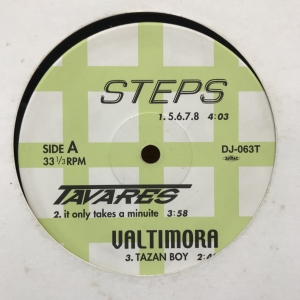 STEPS
1. 5.6.7.8 4:03
SIDE A
33 1/3 RPM
DJ-063T
TAVARES
2. it only takes a minuite 3:58
VALTIMORA
3. TAZAN BOY